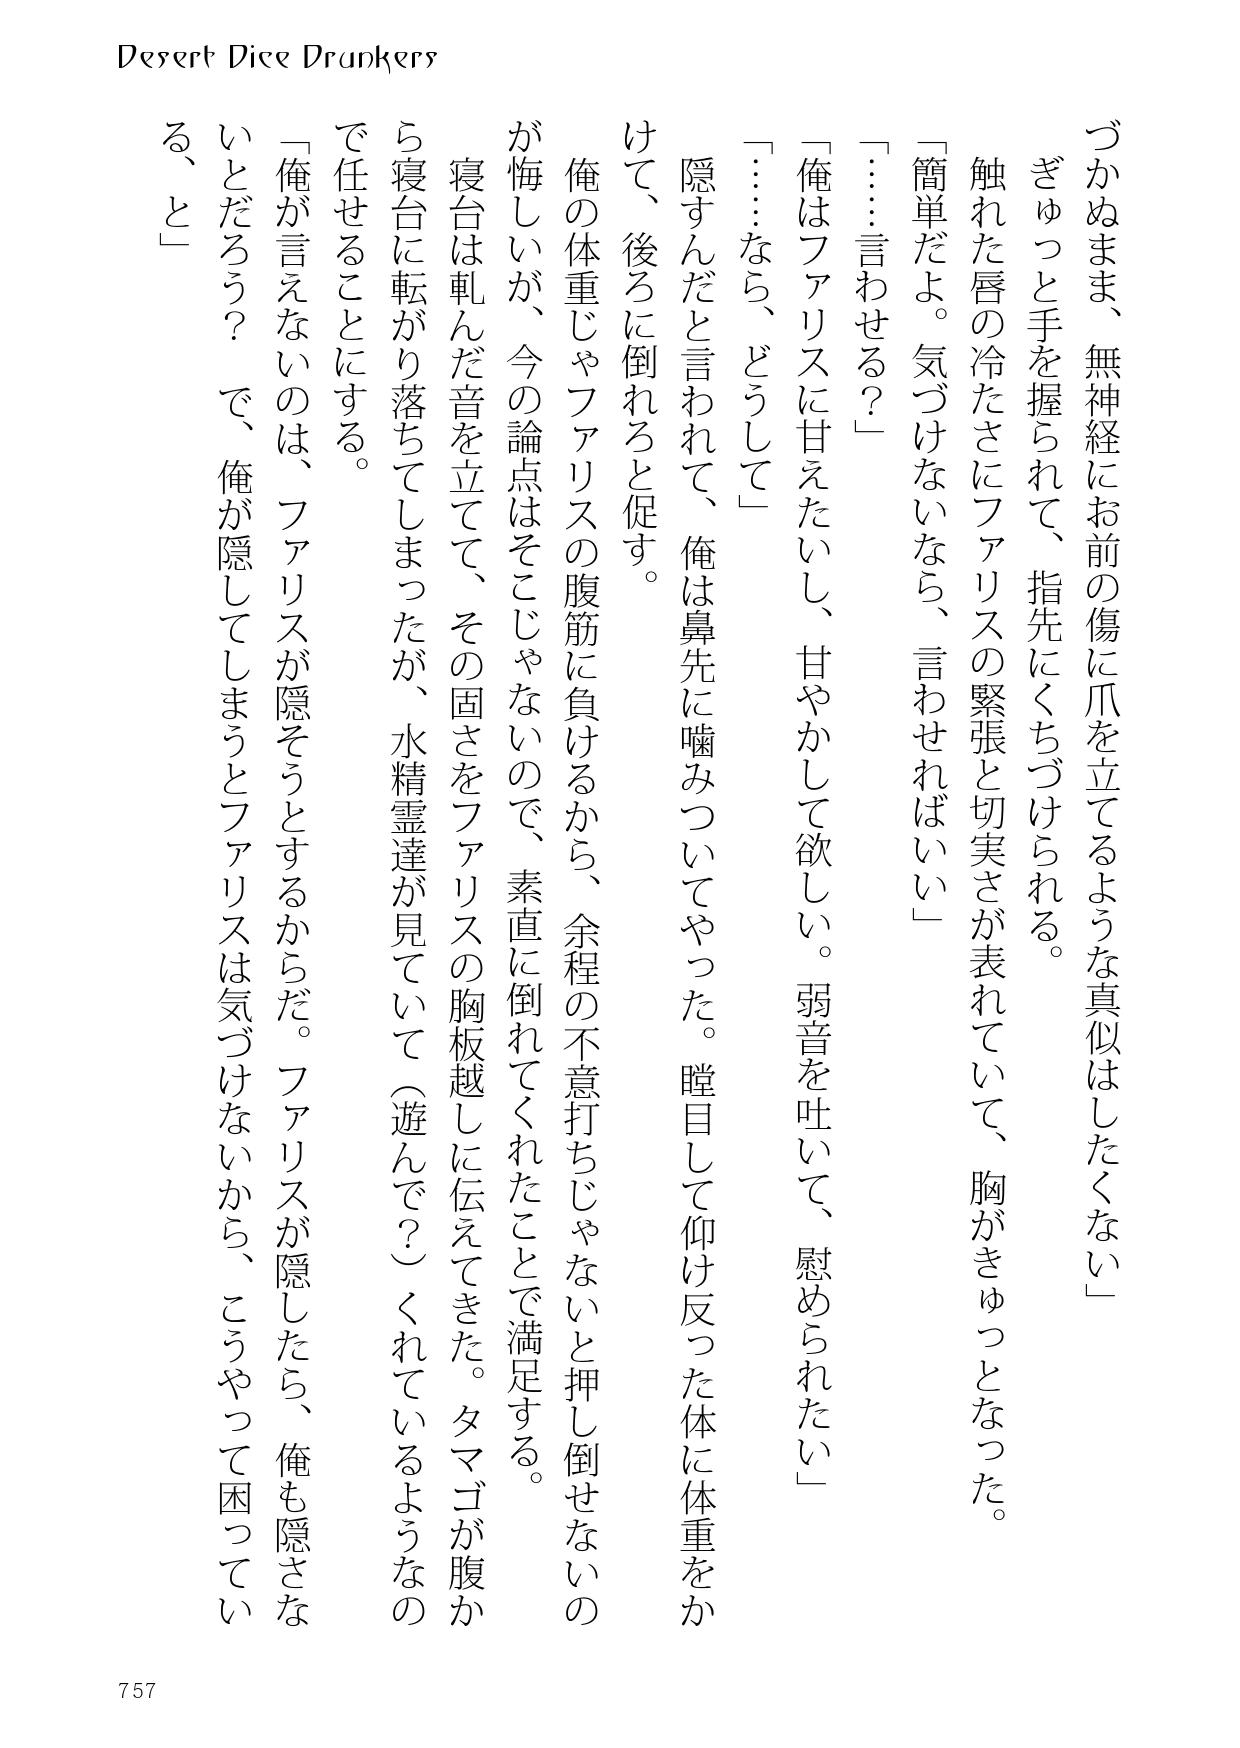 Desert Dice Drunkers
づかぬまま、無神経にお前の傷に爪を立てるような真似はしたくない」
ぎゅっと手を握られて、指先にくちづけられる。
触れた唇の冷たさにファリスの緊張と切実さが表れていて、胸がきゅっとなった。
「簡単だよ。気づけないなら、言わせればいい」
「……言わせる？」
「俺はファリスに甘えたいし、甘やかして欲しい。弱音を吐いて、慰められたい」
「……なら、どうして」
隠すんだと言われて、俺は鼻先に噛みついてやった。瞠目して仰け反った体に体重をか
けて、後ろに倒れろと促す。
俺の体重じゃファリスの腹筋に負けるから、余程の不意打ちじゃないと押し倒せないの
が悔しいが、今の論点はそこじゃないので、素直に倒れてくれたことで満足する。
寝台は軋んだ音を立てて、その固さをファリスの胸板越しに伝えてきた。タマゴが腹か
ら寝台に転がり落ちてしまったが、水精霊達が見ていて（遊んで？）くれているようなの
で任せることにする。
「俺が言えないのは、ファリスが隠そうとするからだ。ファリスが隠したら、俺も隠さな
いとだろう？　で、俺が隠してしまうとファリスは気づけないから、こうやって困ってい
る、と」
757